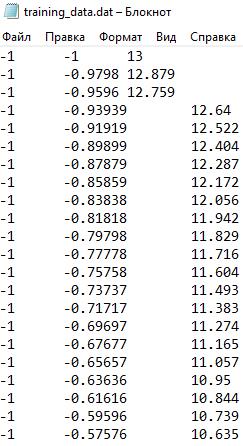 training_data.dat – Блокнот
Файл Правка Формат Вид Справка
-1 -1 13
-1 -0.9798 12.879
-1 -0.9596 12.759
-1 -0.93939 12.64
-1 -0.91919 12.522
-1 -0.89899 12.404
-1 -0.87879 12.287
-1 -0.85859 12.172
-1 -0.83838 12.056
-1 -0.81818 11.942
-1 -0.79798 11.829
-1 -0.77778 11.716
-1 -0.75758 11.604
-1 -0.73737 11.493
-1 -0.71717 11.383
-1 -0.69697 11.274
-1 -0.67677 11.165
-1 -0.65657 11.057
-1 -0.63636 10.95
-1 -0.61616 10.844
-1 -0.59596 10.739
-1 -0.57576 10.635